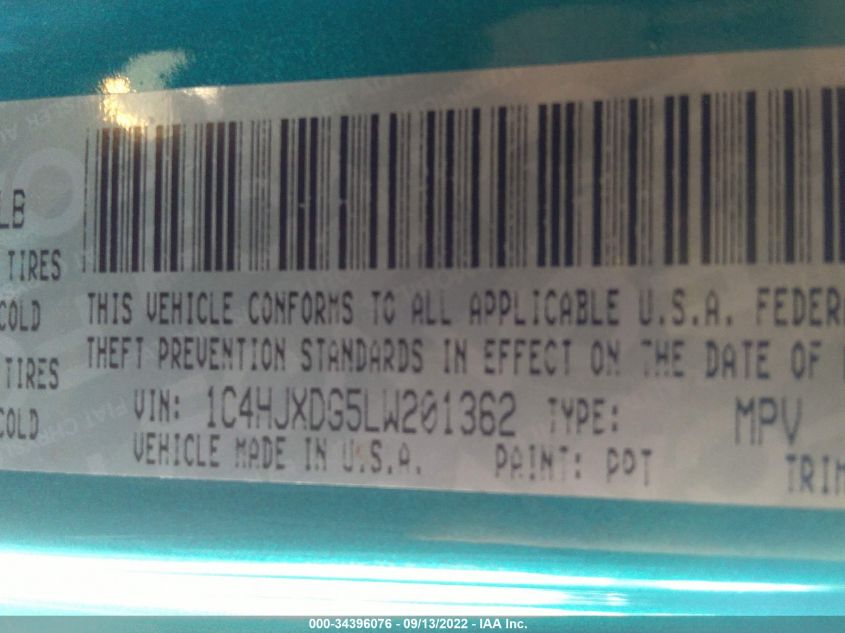 LB
TIRES
COLD
TIRES
COLD
THIS VEHICLE CONFORMS TO ALL APPLICABLE U.S.A. FEDER
THEFT PREVENTION STANDARDS IN EFFECT ON THE DATE OF
VIN: 1C4HJXDG5LW201362 TYPE: MPV
VEHICLE MADE IN U.S.A. PAINT: PPT TRIM
000-34396076 - 09/13/2022 - IAA Inc.